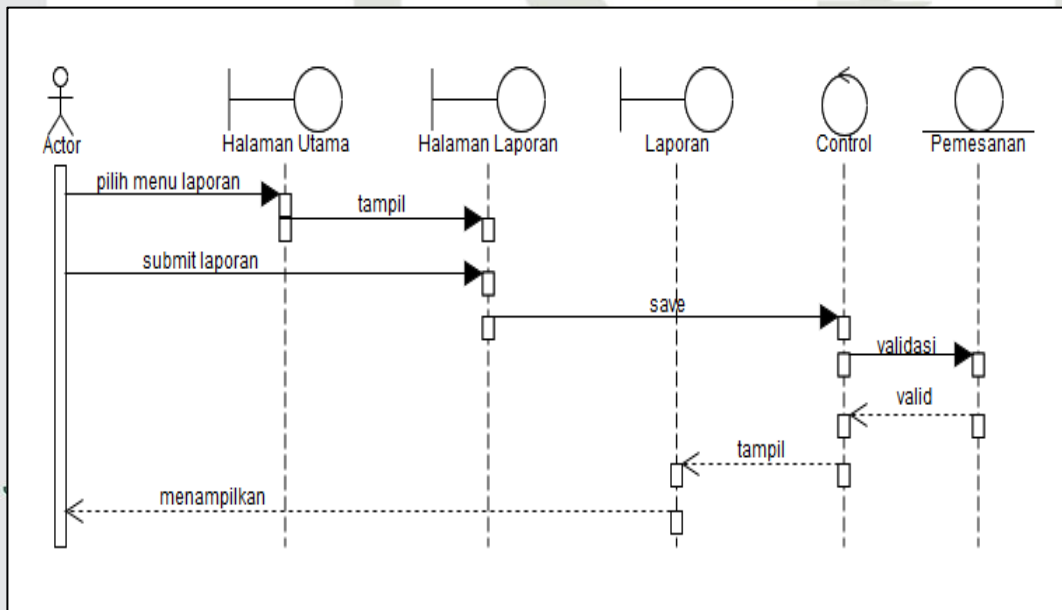 Actor
Halaman Utama
Halaman Laporan
Laporan
Control
Pemesanan
pilih menu laporan
tampil
submit laporan
save
validasi
valid
tampil
menampilkan